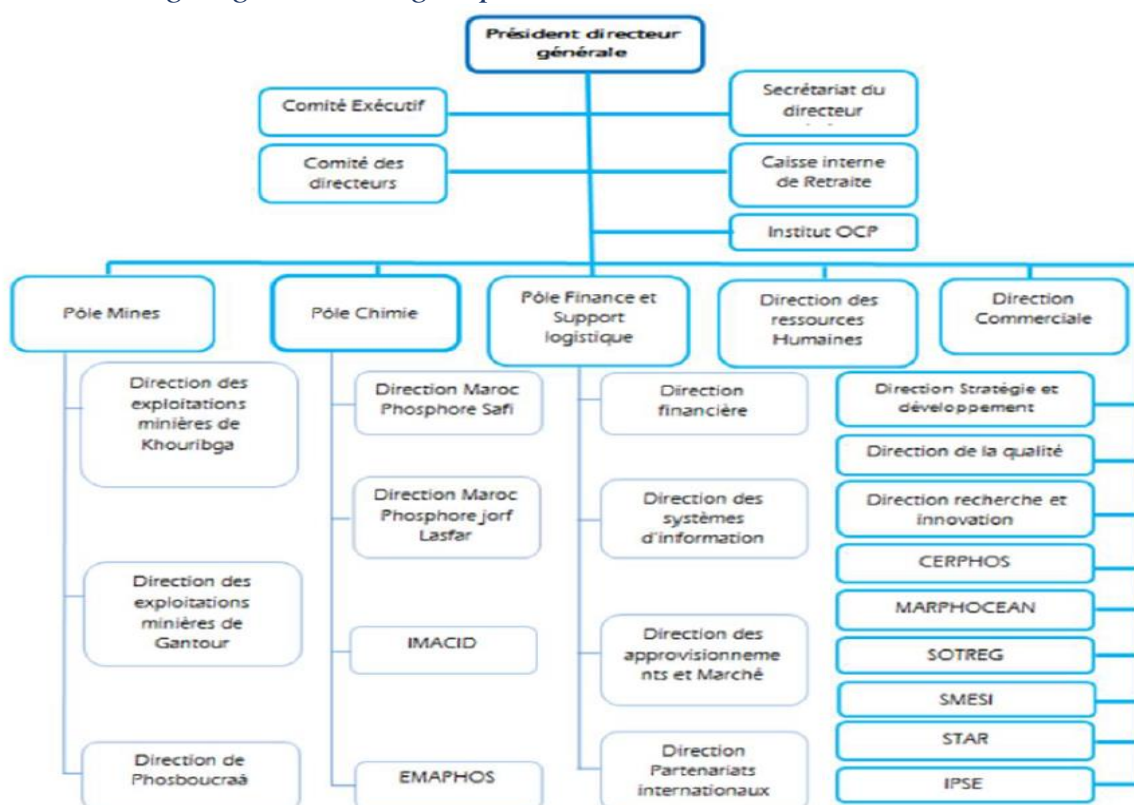 Président directeur
générale
Comité Exécutif
Secrétariat du
directeur
Comité des
directeurs
Caisse interne
de Retraite
Institut OCP
Pôle Mines
Pôle Chimie
Pôle Finance et
Support
logistique
Direction des
ressources
Humaines
Direction
Commerciale
Direction des
exploitations
minières de
Khouribga
Direction des
exploitations
minières de
Gantour
Direction de
Phosboucraâ
Direction Maroc
Phosphore Safi
Direction Maroc
Phosphore jorf
Lasfar
IMACID
EMAPHOS
Direction
financière
Direction des
systèmes
d'information
Direction des
approvisionneme
nts et Marché
Direction
Partenariats
internationaux
Direction Stratégie et
développement
Direction de la qualité
Direction recherche et
innovation
CERPHOS
MARPHOCEAN
SOTREG
SMESI
STAR
IPSE